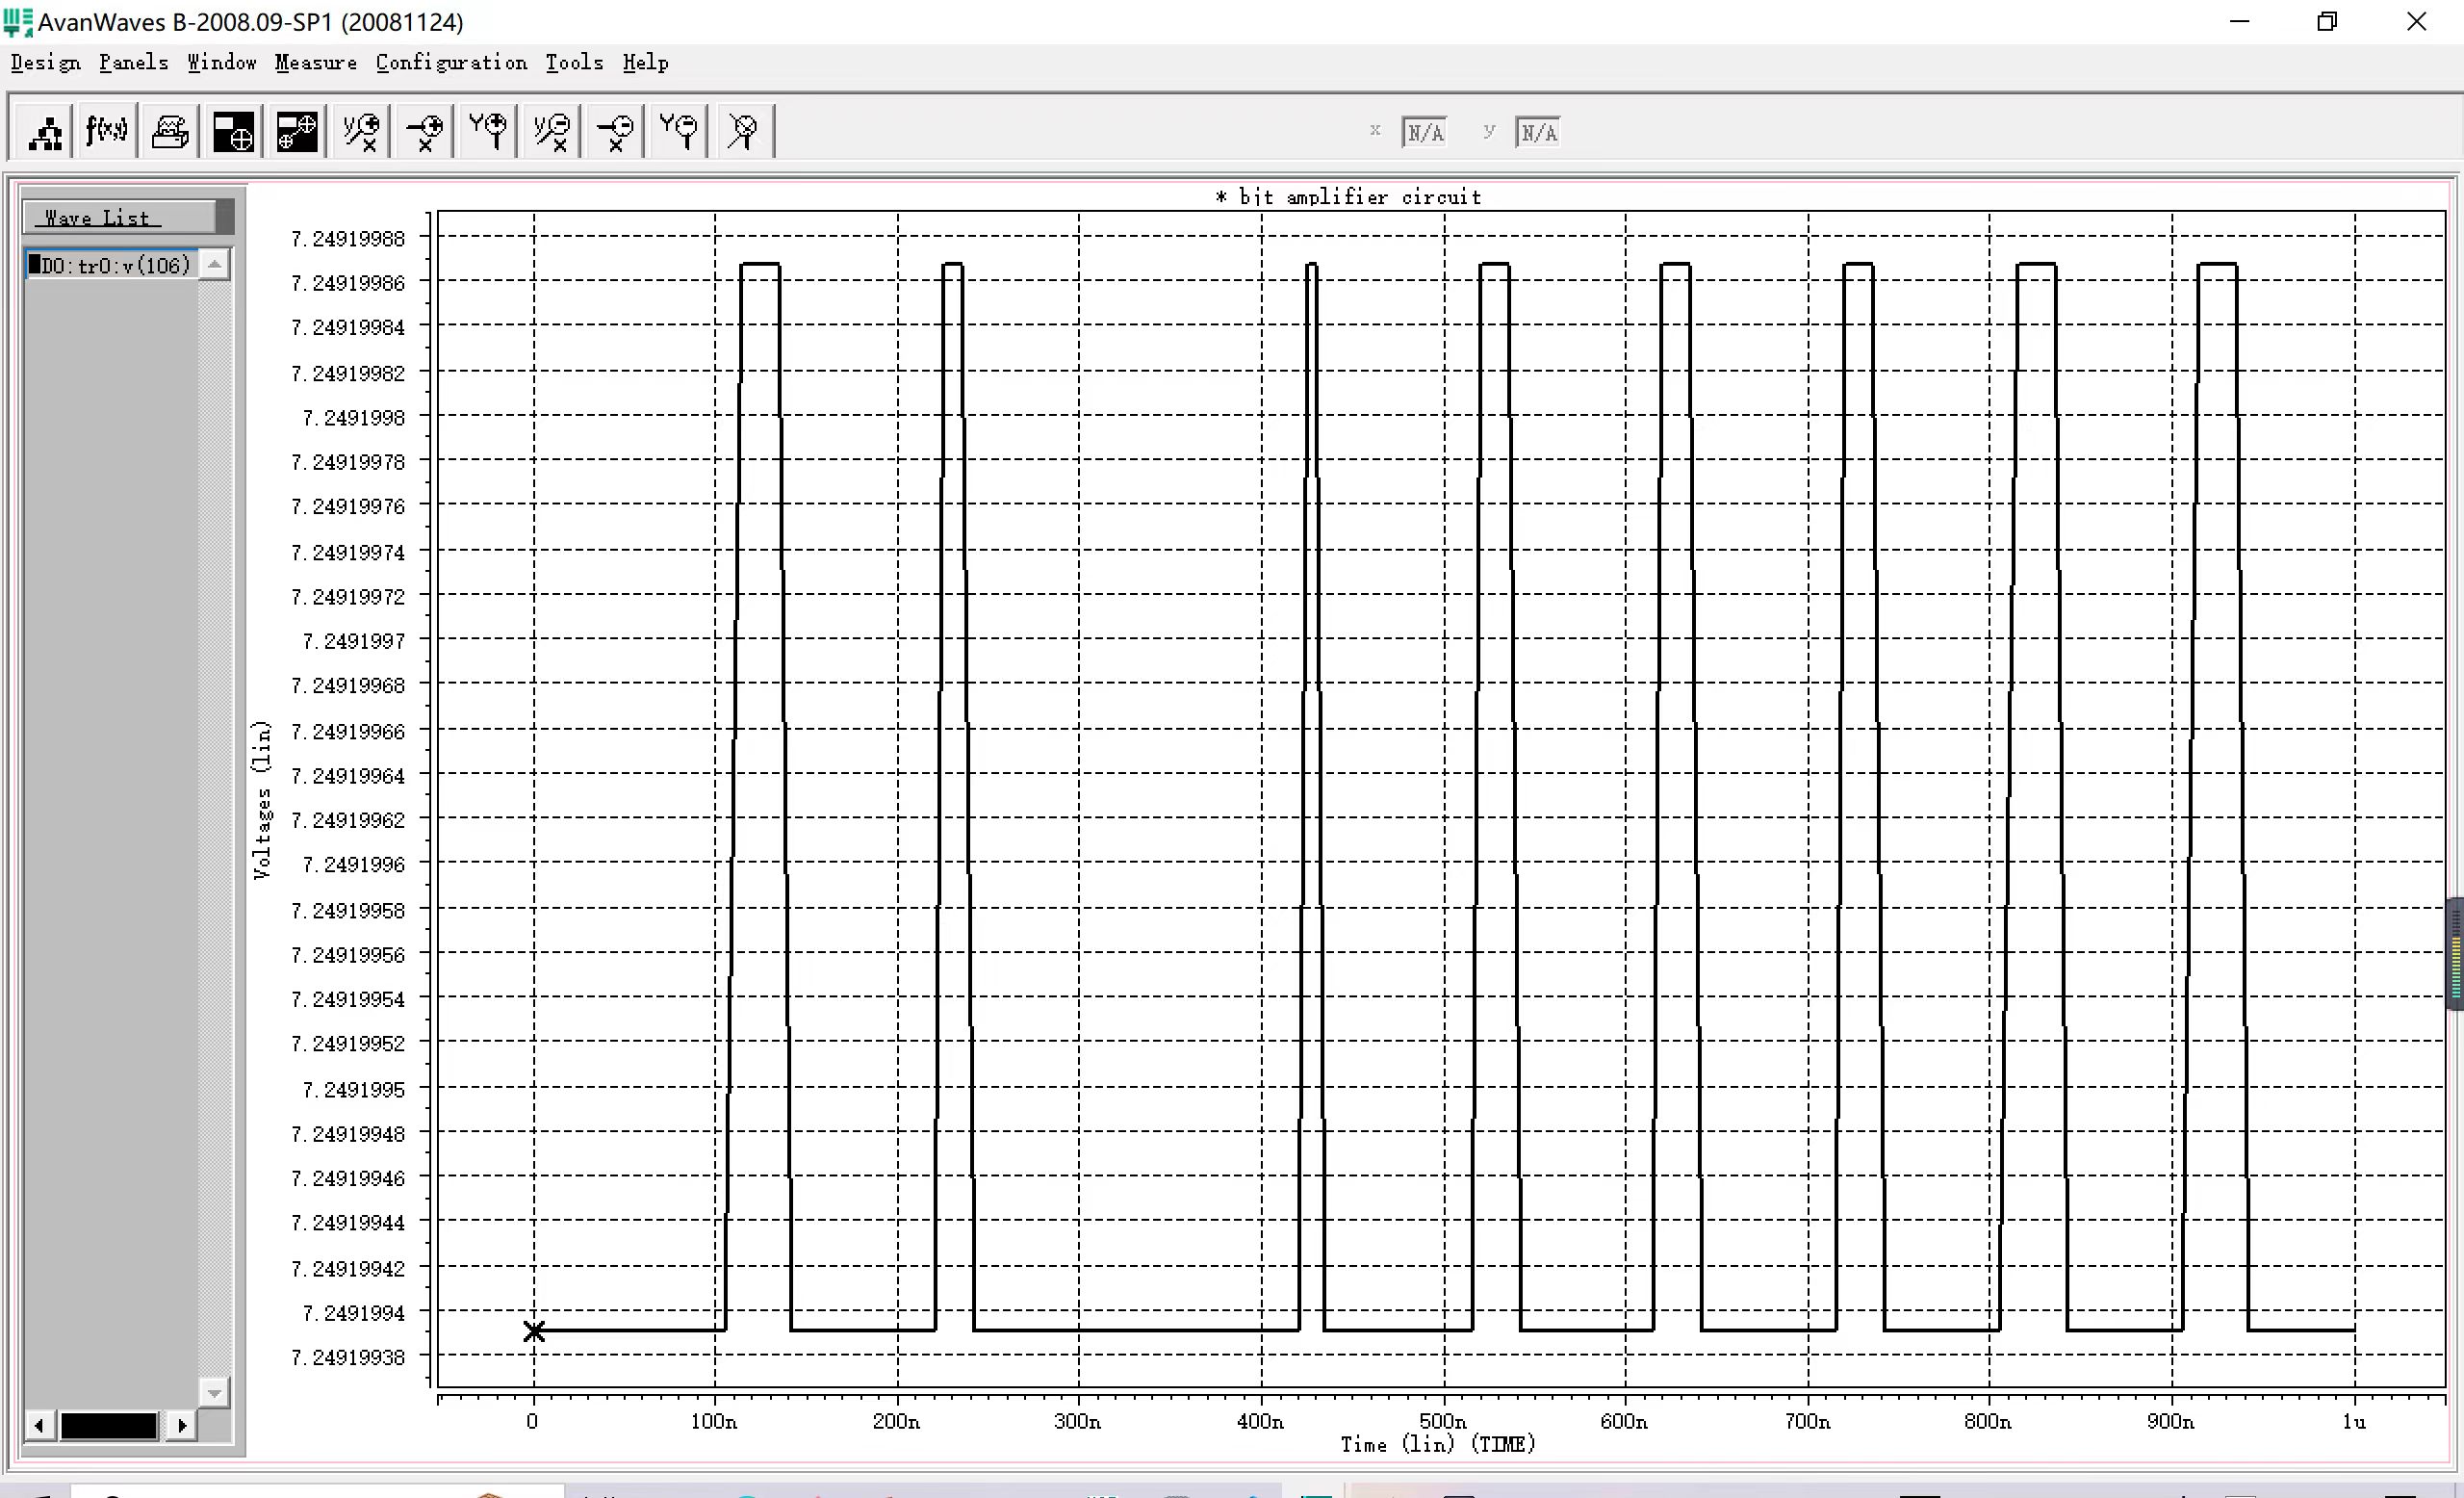 AvanWaves B-2008.09-SP1 (20081124)
Design Panels Window Measure Configuration Tools Help
f(x,y)
x N/A y N/A
* bjt amplifier circuit
Wave List
D0:tr0:v(106)
Voltages (lin)
7.24919988
7.24919986
7.24919984
7.24919982
7.2491998
7.24919978
7.24919976
7.24919974
7.24919972
7.2491997
7.24919968
7.24919966
7.24919964
7.24919962
7.2491996
7.24919958
7.24919956
7.24919954
7.24919952
7.2491995
7.24919948
7.24919946
7.24919944
7.24919942
7.2491994
7.24919938
0 100n 200n 300n 400n 500n 600n 700n 800n 900n 1u
Time (lin) (TIME)